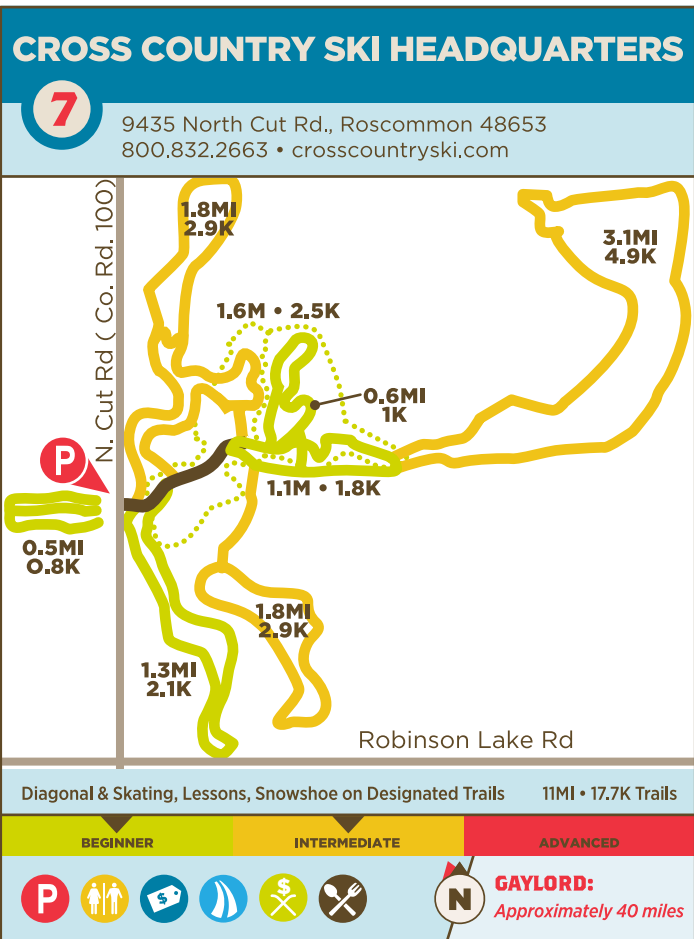 CROSS COUNTRY SKI HEADQUARTERS
7
9435 North Cut Rd., Roscommon 48653
800.832.2663 • crosscountryski.com
N. Cut Rd ( Co. Rd. 100)
1.8MI
2.9K
3.1MI
4.9K
1.6M • 2.5K
0.6MI
1K
P
1.1M • 1.8K
0.5MI
0.8K
1.8MI
2.9K
1.3MI
2.1K
Robinson Lake Rd
Diagonal & Skating, Lessons, Snowshoe on Designated Trails 11MI • 17.7K Trails
BEGINNER INTERMEDIATE ADVANCED
P
$
$
N
GAYLORD:
Approximately 40 miles